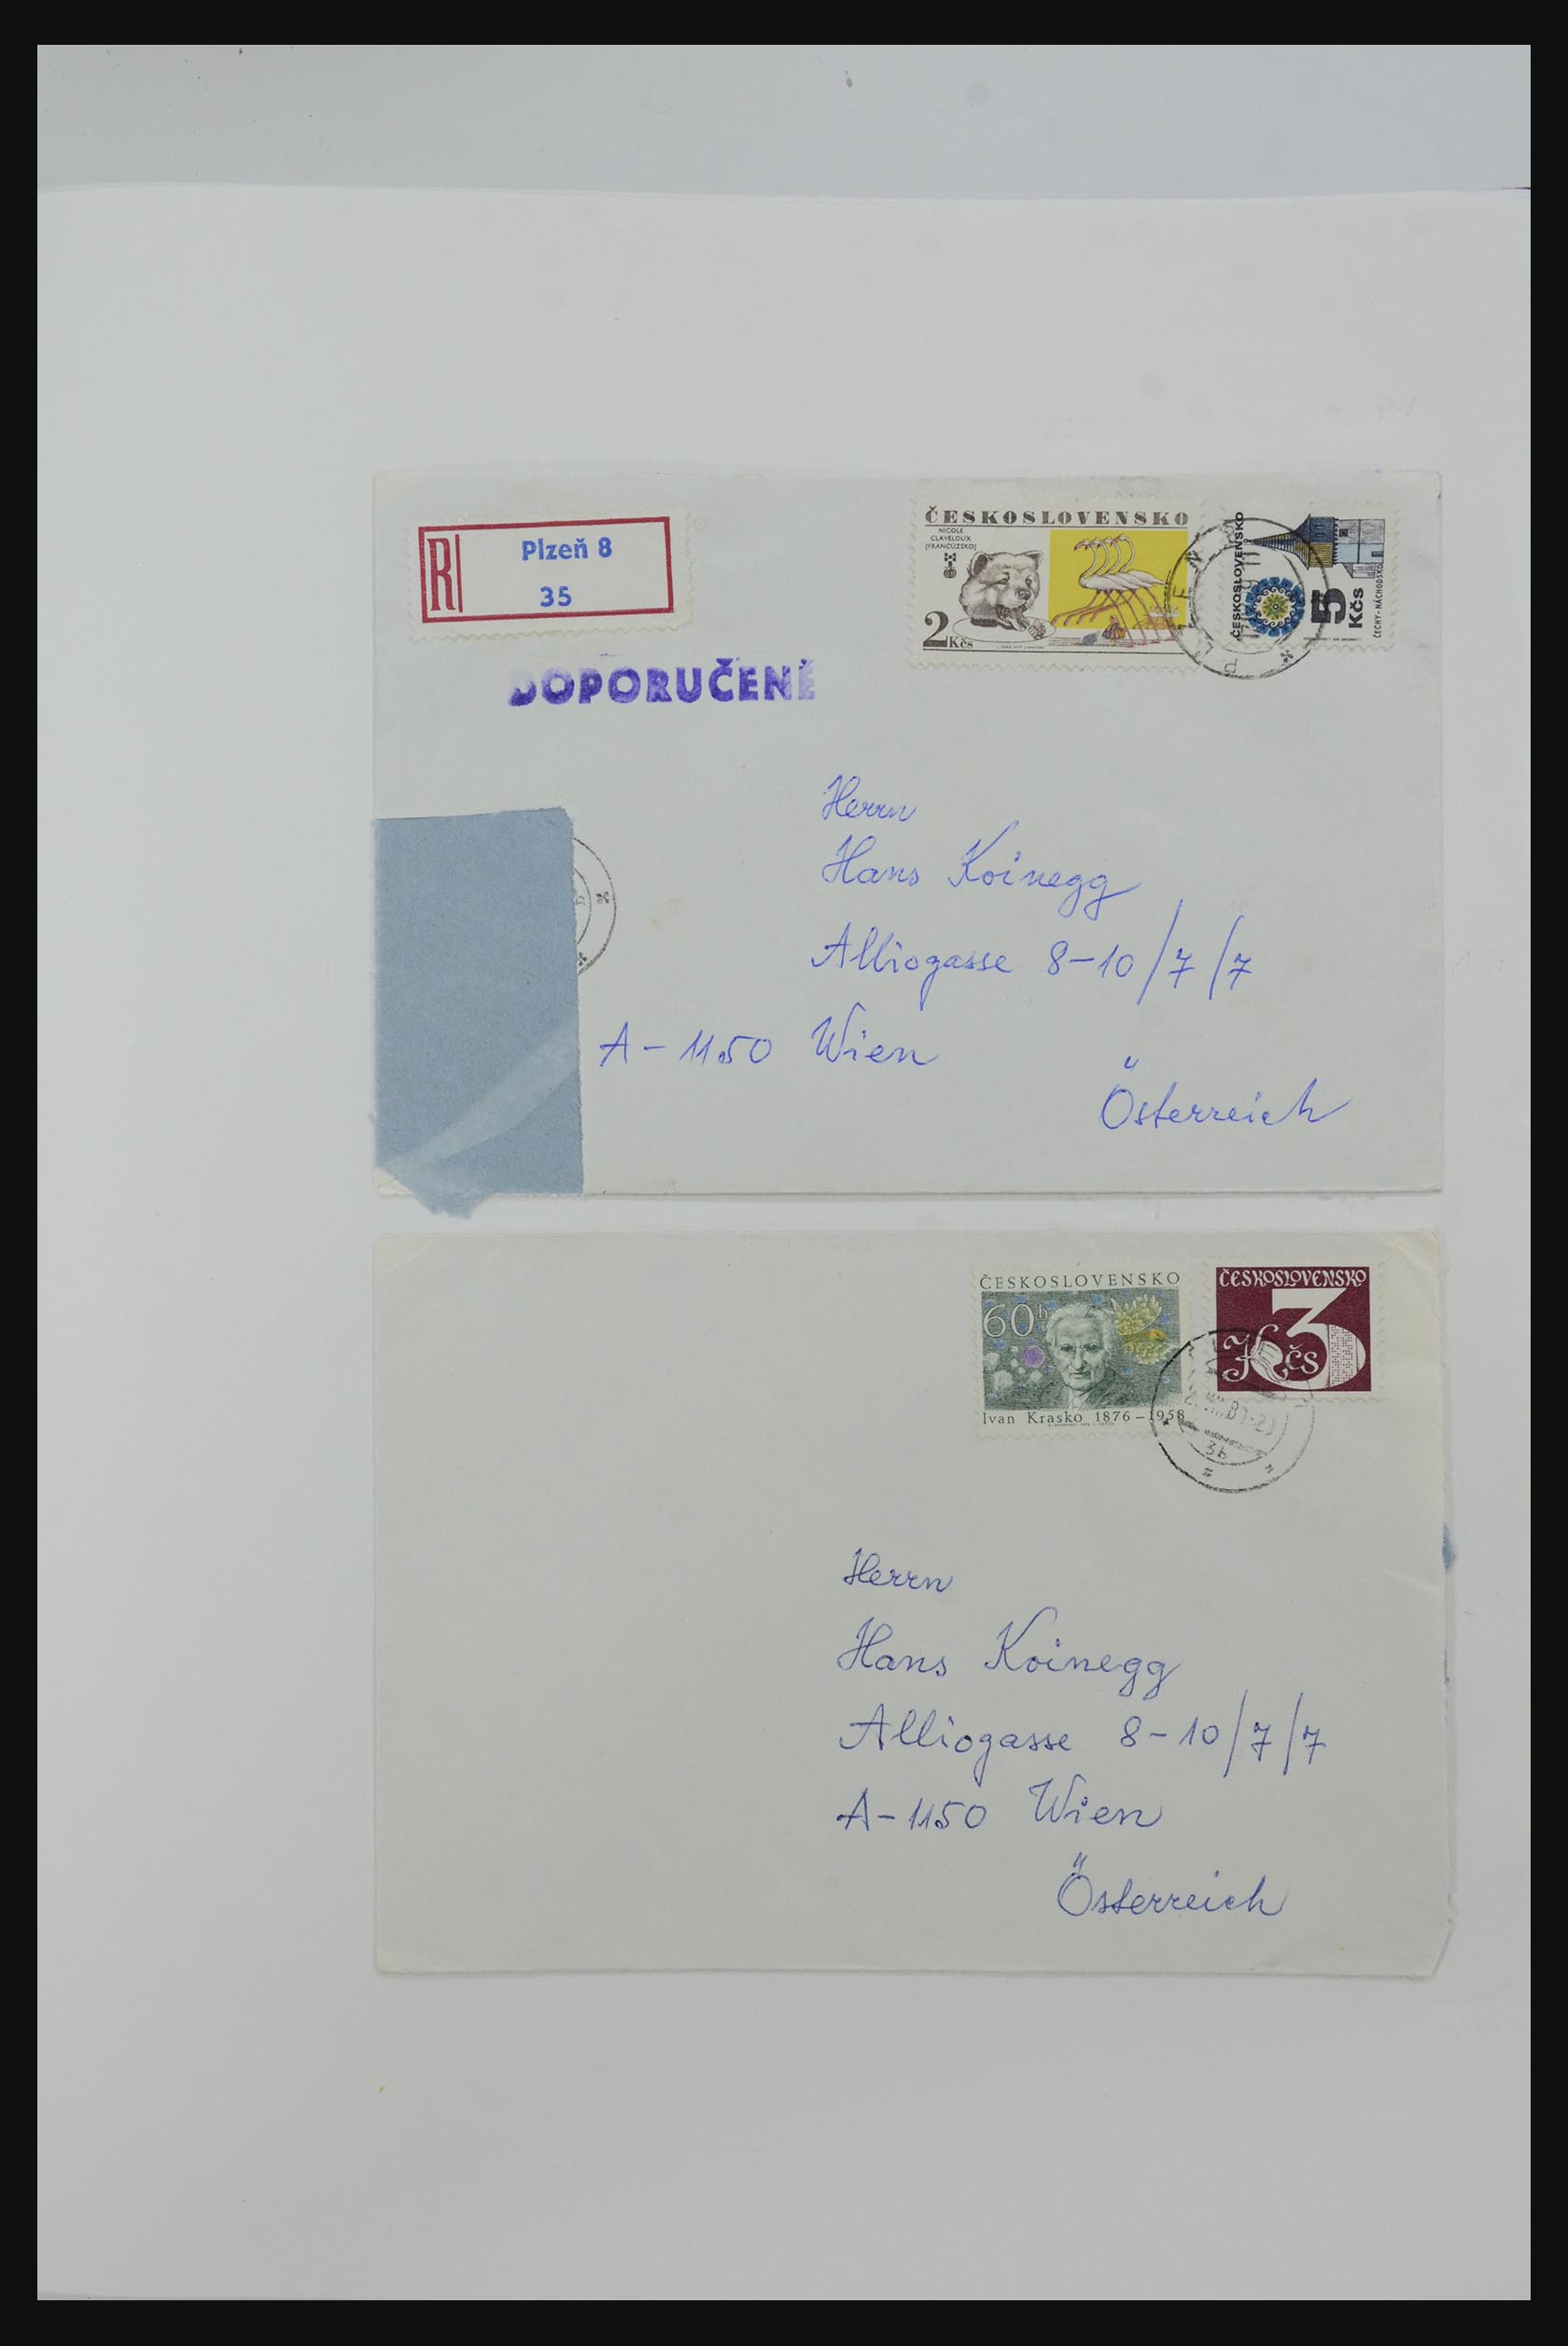 R
Plzeň 8
35
DOPORUČENĚ
ČESKOSLOVENSKO
NICOLE
CLAVELOUX
[FRANCÚZSKO]
2 Kčs
ČESKOSLOVENSKO
5 Kčs
ČECHY-NÁCHODSKO
Herrn
Hans Koinegg
Alliogasse 8-10/7/7
A-1150 Wien
Österreich
ČESKOSLOVENSKO
60h
Ivan Krasko 1876-1958
ČESKOSLOVENSKO
3 Kčs
3b
Herrn
Hans Koinegg
Alliogasse 8-10/7/7
A-1150 Wien
Österreich